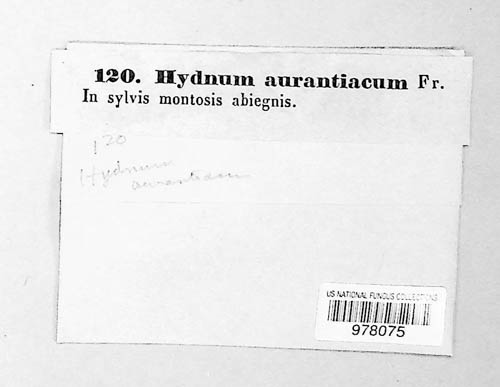 120. Hydnum aurantiacum Fr.
In sylvis montosis abiegnis.
120
Hydnum
aurantiacum
US NATIONAL FUNGUS COLLECTIONS
978075